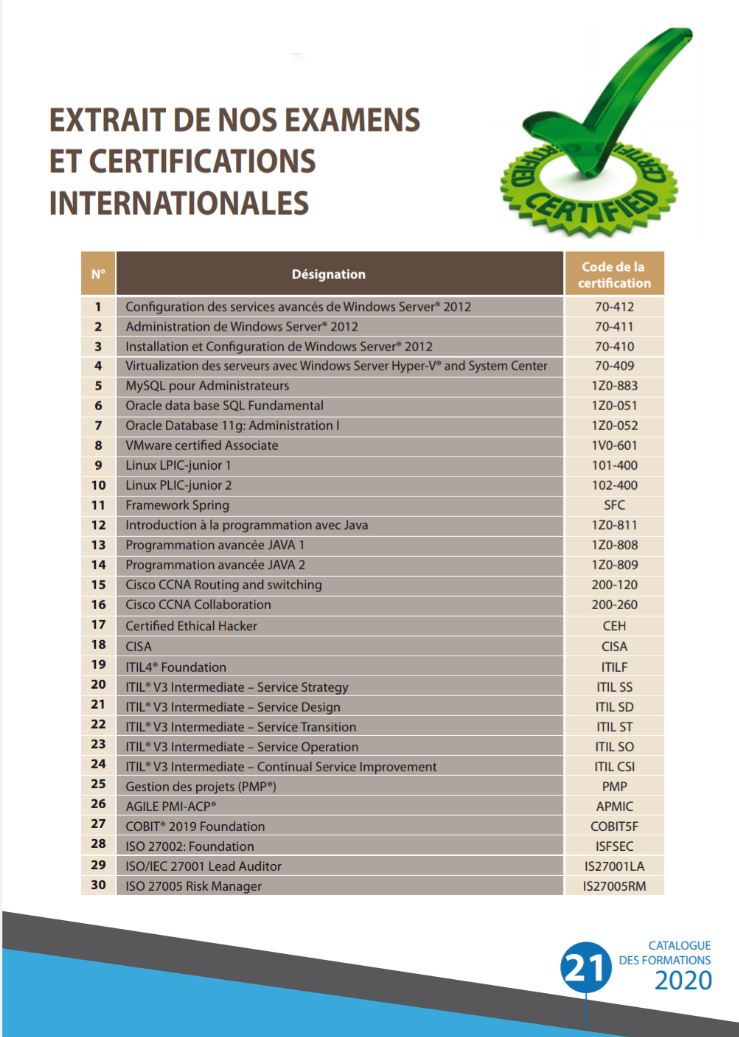 EXTRAIT DE NOS EXAMENS
ET CERTIFICATIONS
INTERNATIONALES
CERTIFIED
CERTIFIED
CERTIFIED
N° Désignation Code de la certification
1 Configuration des services avancés de Windows Server® 2012 70-412
2 Administration de Windows Server® 2012 70-411
3 Installation et Configuration de Windows Server® 2012 70-410
4 Virtualization des serveurs avec Windows Server Hyper-V® and System Center 70-409
5 MySQL pour Administrateurs 1Z0-883
6 Oracle data base SQL Fundamental 1Z0-051
7 Oracle Database 11g: Administration I 1Z0-052
8 VMware certified Associate 1V0-601
9 Linux LPIC-junior 1 101-400
10 Linux PLIC-junior 2 102-400
11 Framework Spring SFC
12 Introduction à la programmation avec Java 1Z0-811
13 Programmation avancée JAVA 1 1Z0-808
14 Programmation avancée JAVA 2 1Z0-809
15 Cisco CCNA Routing and switching 200-120
16 Cisco CCNA Collaboration 200-260
17 Certified Ethical Hacker CEH
18 CISA CISA
19 ITIL4® Foundation ITILF
20 ITIL® V3 Intermediate – Service Strategy ITIL SS
21 ITIL® V3 Intermediate – Service Design ITIL SD
22 ITIL® V3 Intermediate – Service Transition ITIL ST
23 ITIL® V3 Intermediate – Service Operation ITIL SO
24 ITIL® V3 Intermediate – Continual Service Improvement ITIL CSI
25 Gestion des projets (PMP®) PMP
26 AGILE PMI-ACP® APMIC
27 COBIT® 2019 Foundation COBIT5F
28 ISO 27002: Foundation ISFSEC
29 ISO/IEC 27001 Lead Auditor IS27001LA
30 ISO 27005 Risk Manager IS27005RM
21
CATALOGUE
DES FORMATIONS
2020